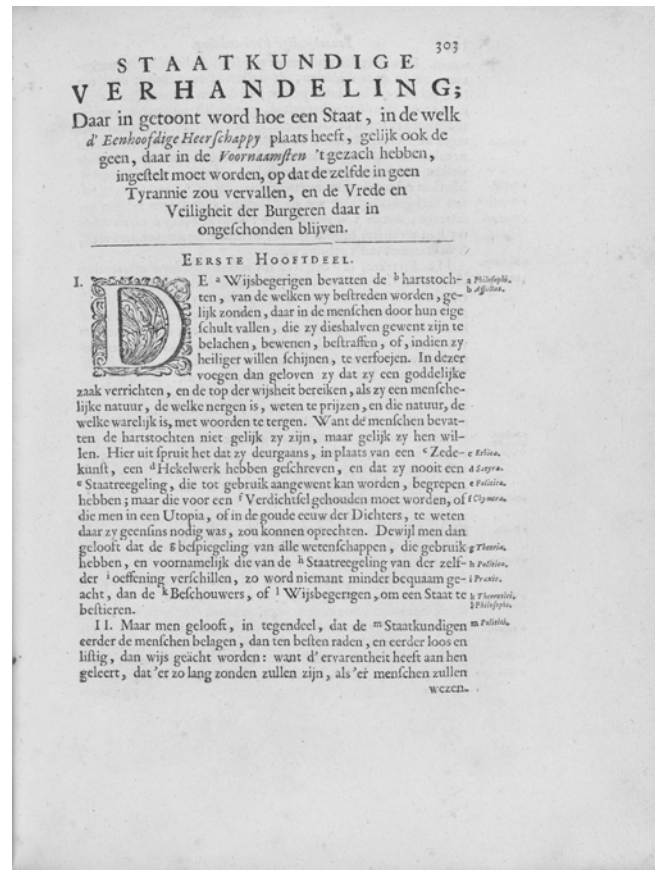 303
STAATKUNDIGE
VERHANDELING;
Daar in getoont word hoe een Staat, in de welk
d' Eenhoofdige Heerſchappy plaats heeft, gelijk ook de
geen, daar in de Voornaamſten 't gezach hebben,
ingeſtelt moet worden, op dat de zelfde in geen
Tyrannie zou vervallen, en de Vrede en
Veiligheit der Burgeren daar in
ongeſchonden blijven.
EERSTE HOOFTDEEL.
I. DE a Wijsbegerigen bevatten de b hartstoch- a Philoſophi.
ten, van de welken wy beſtreden worden, ge- b Affectus.
lijk zonden, daar in de menſchen door hun eige
ſchult vallen, die zy dieshalven gewent zijn te
belachen, bewenen, beſtraffen, of, indien zy
heiliger willen ſchijnen, te verfoejen. In dezer
voegen dan geloven zy dat zy een goddelijke
zaak verrichten, en de top der wijsheit bereiken, als zy een menſche-
lijke natuur, de welke nergen is, weten te prijzen, en die natuur, de
welke warelijk is, met woorden te tergen. Want de menſchen bevat-
ten de hartstochten niet gelijk zy zijn, maar gelijk zy hen wil-
len. Hier uit ſpruit het dat zy deurgaans, in plaats van een c Zede- c Ethica.
kunſt, een d Hekelwerk hebben geſchreven, en dat zy nooit een d Satyra.
e Staatreegeling, die tot gebruik aangewent kan worden, begrepen e Politica.
hebben; maar die voor een f Verdichtſel gehouden moet worden, of f Chymera.
die men in een Utopia, of in de goude eeuw der Dichters, te weten
daar zy geenſins nodig was, zou konnen oprechten. Dewijl men dan
gelooft dat de g beſpiegeling van alle wetenſchappen, die gebruik g Theoria.
hebben, en voornamelijk die van de h Staatreegeling van der zelf- h Politica.
der i oeffening verſchillen, zo word niemant minder bequaam ge- i Praxis.
acht, dan de k Beſchouwers, of l Wijsbegerigen, om een Staat te k Theoretici.
beſtieren. l Philoſophi.
II. Maar men gelooft, in tegendeel, dat de m Staatkundigen m Politici.
eerder de menſchen belagen, dan ten beſten raden, en eerder loos en
liſtig, dan wijs geächt worden: want d' ervarentheit heeft aan hen
geleert, dat 'er zo lang zonden zullen zijn, als 'er menſchen zullen
wezen.